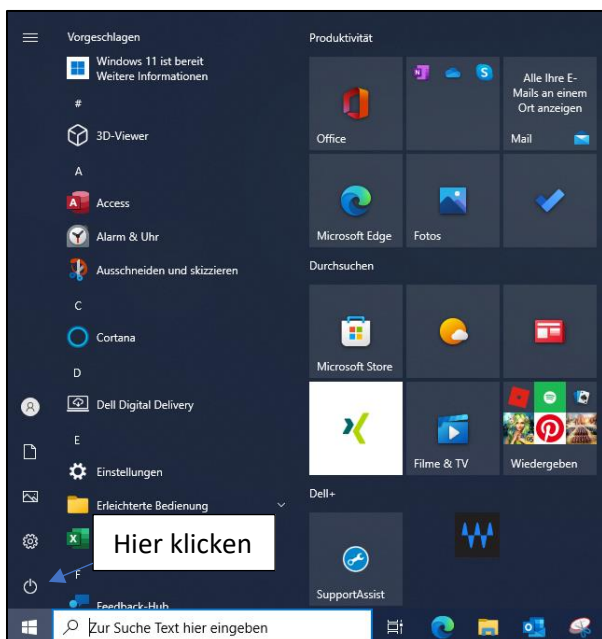 Vorgeschlagen
Windows 11 ist bereit
Weitere Informationen
#
3D-Viewer
A
Access
Alarm & Uhr
Ausschneiden und skizzieren
C
Cortana
D
Dell Digital Delivery
E
Einstellungen
Erleichterte Bedienung
Hier klicken
F
Feedback-Hub
Zur Suche Text hier eingeben
Produktivität
Office
Alle Ihre E-
Mails an einem
Ort anzeigen
Mail
Microsoft Edge
Fotos
Durchsuchen
Microsoft Store
Filme & TV
Wiedergeben
Dell+
SupportAssist